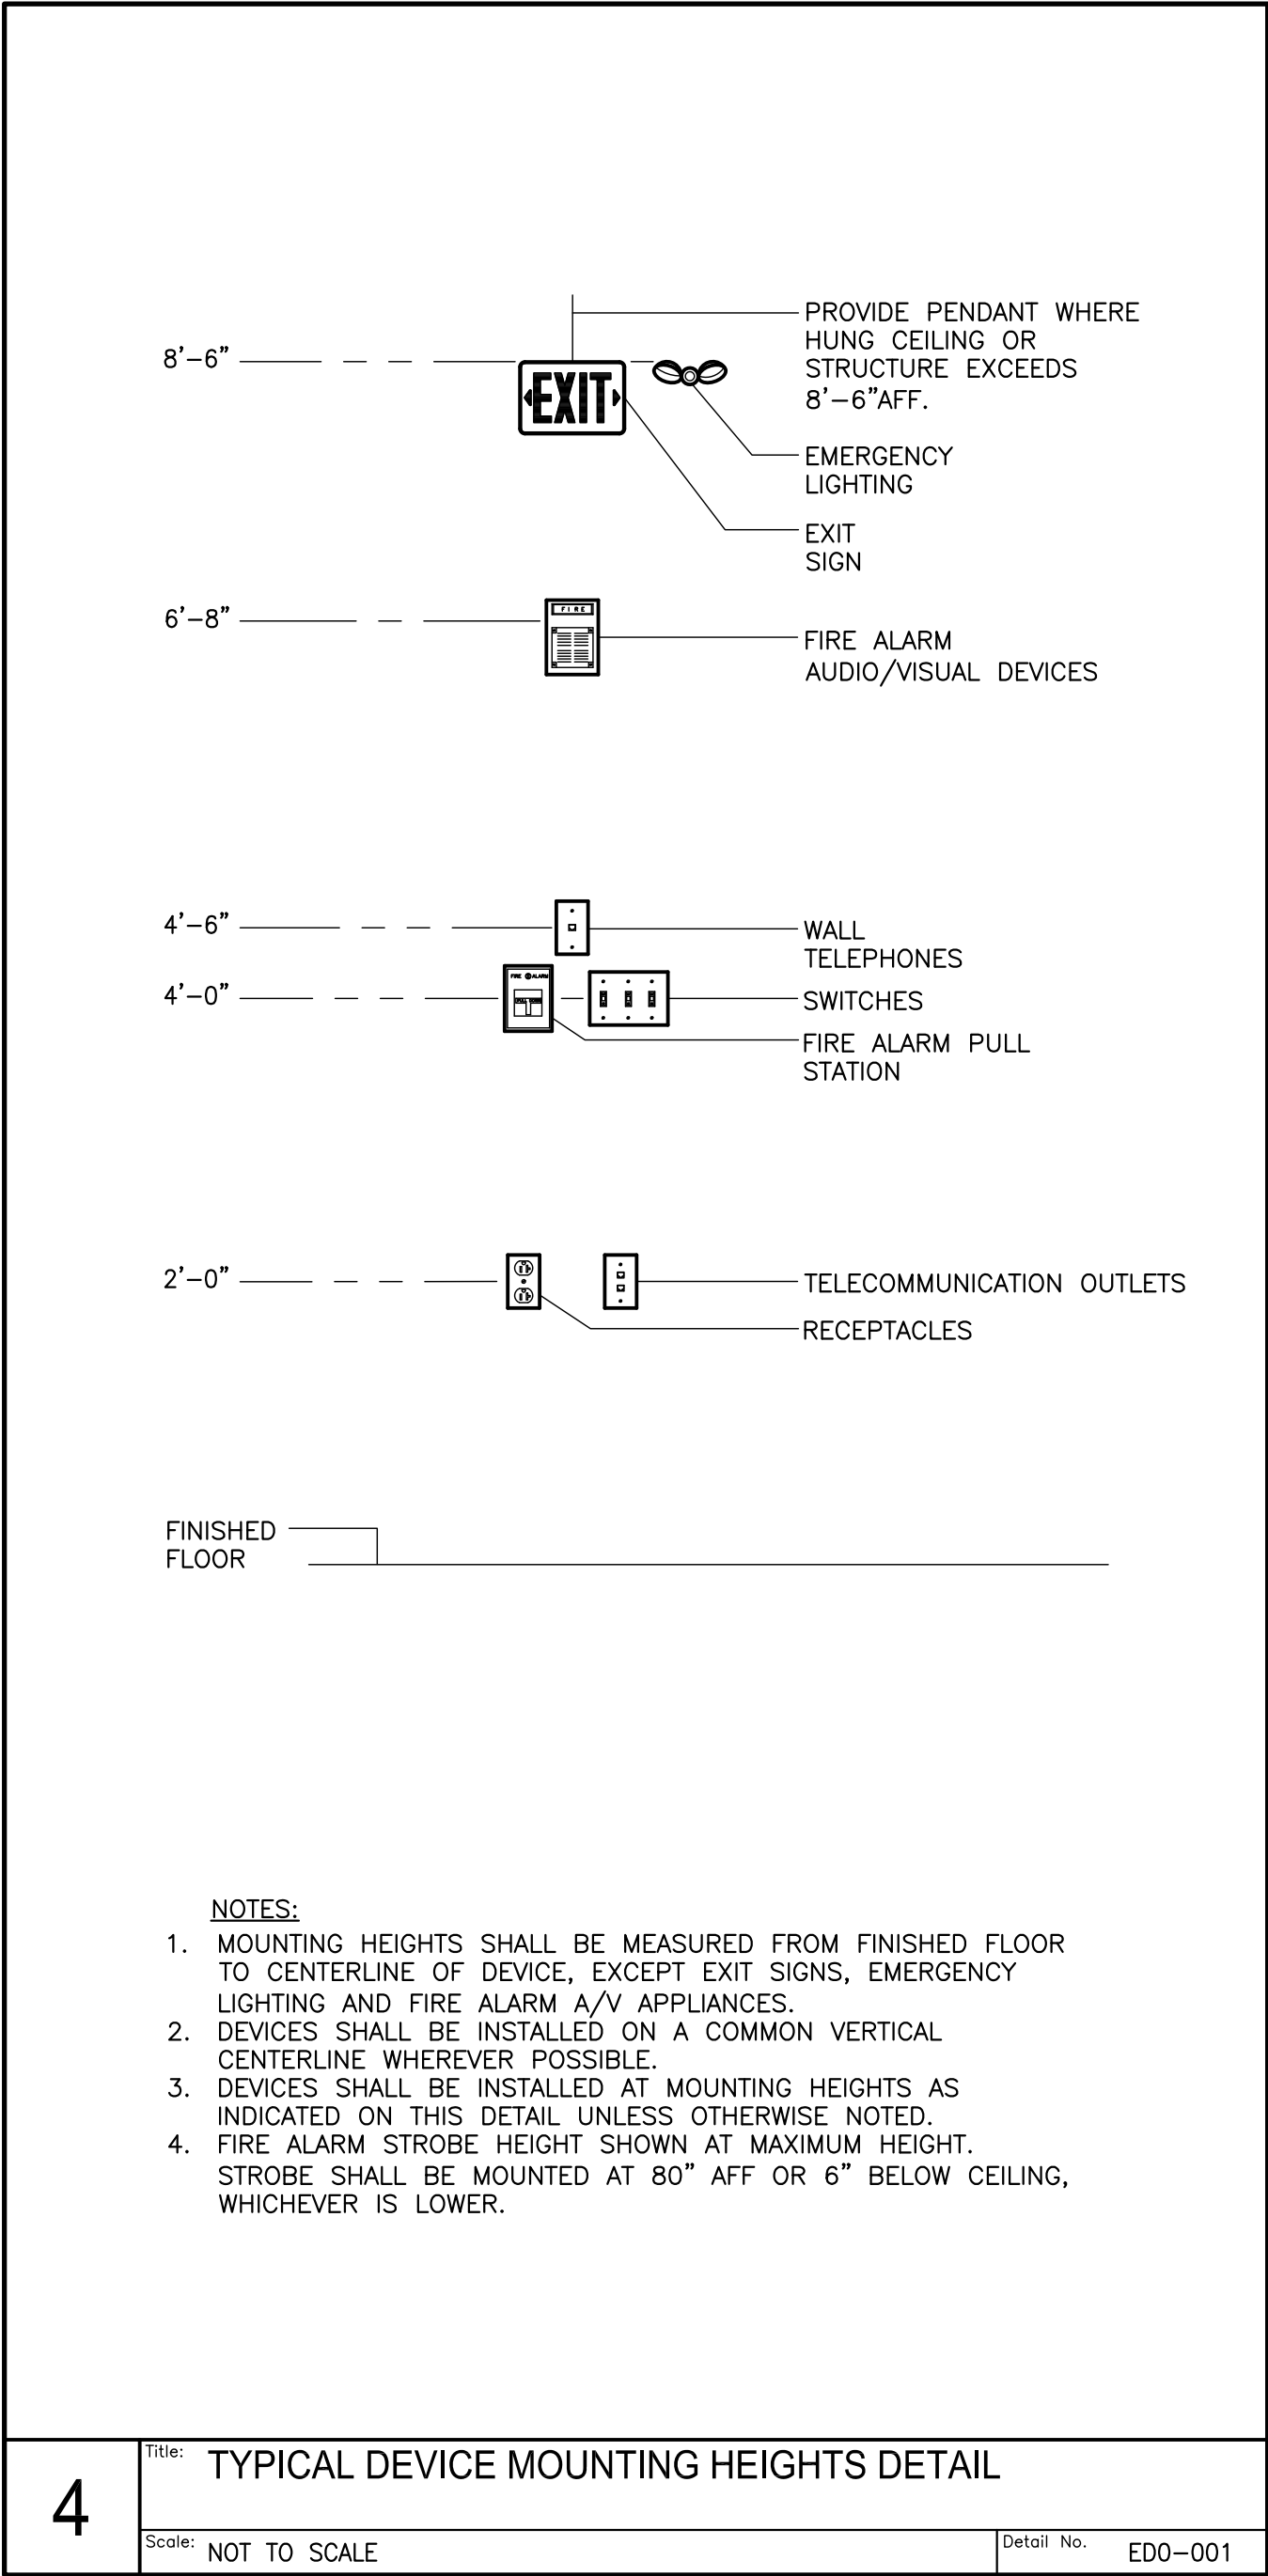 PROVIDE PENDANT WHERE
HUNG CEILING OR
STRUCTURE EXCEEDS
8'-6"AFF.
8'-6"
EXIT
EMERGENCY
LIGHTING
EXIT
SIGN
6'-8"
FIRE
FIRE ALARM
AUDIO/VISUAL DEVICES
4'-6"
WALL
TELEPHONES
4'-0"
FIRE ALARM
PULL DOWN
SWITCHES
FIRE ALARM PULL
STATION
2'-0"
TELECOMMUNICATION OUTLETS
RECEPTACLES
FINISHED
FLOOR
NOTES:
1. MOUNTING HEIGHTS SHALL BE MEASURED FROM FINISHED FLOOR
TO CENTERLINE OF DEVICE, EXCEPT EXIT SIGNS, EMERGENCY
LIGHTING AND FIRE ALARM A/V APPLIANCES.
2. DEVICES SHALL BE INSTALLED ON A COMMON VERTICAL
CENTERLINE WHEREVER POSSIBLE.
3. DEVICES SHALL BE INSTALLED AT MOUNTING HEIGHTS AS
INDICATED ON THIS DETAIL UNLESS OTHERWISE NOTED.
4. FIRE ALARM STROBE HEIGHT SHOWN AT MAXIMUM HEIGHT.
STROBE SHALL BE MOUNTED AT 80" AFF OR 6" BELOW CEILING,
WHICHEVER IS LOWER.
4
Title: TYPICAL DEVICE MOUNTING HEIGHTS DETAIL
Scale: NOT TO SCALE
Detail No. ED0-001